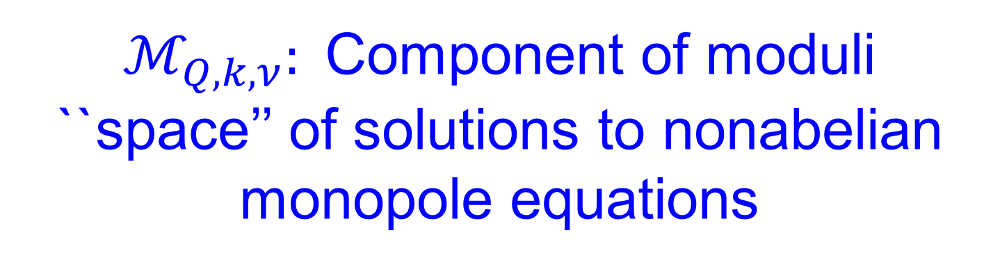 ℳ_{Q,k,ν}: Component of moduli
``space’’ of solutions to nonabelian
monopole equations